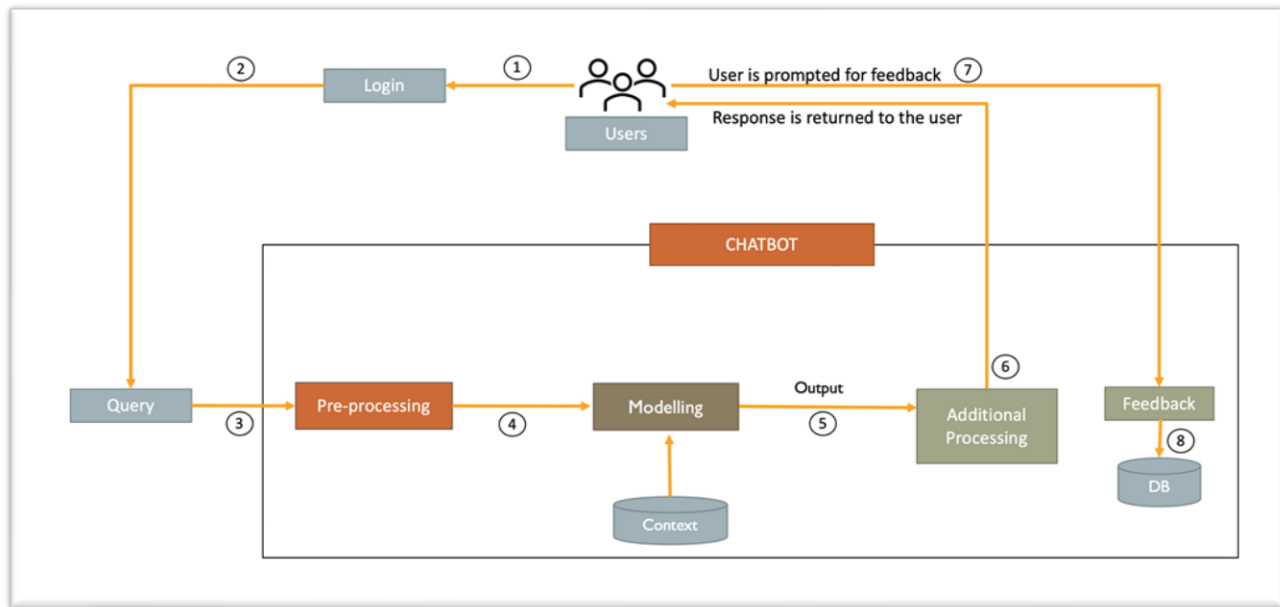 ②
①
User is prompted for feedback
⑦
Login
Response is returned to the user
Users
CHATBOT
⑥
Query
③
Pre-processing
④
Modelling
Output
⑤
Additional
Processing
Feedback
⑧
DB
Context